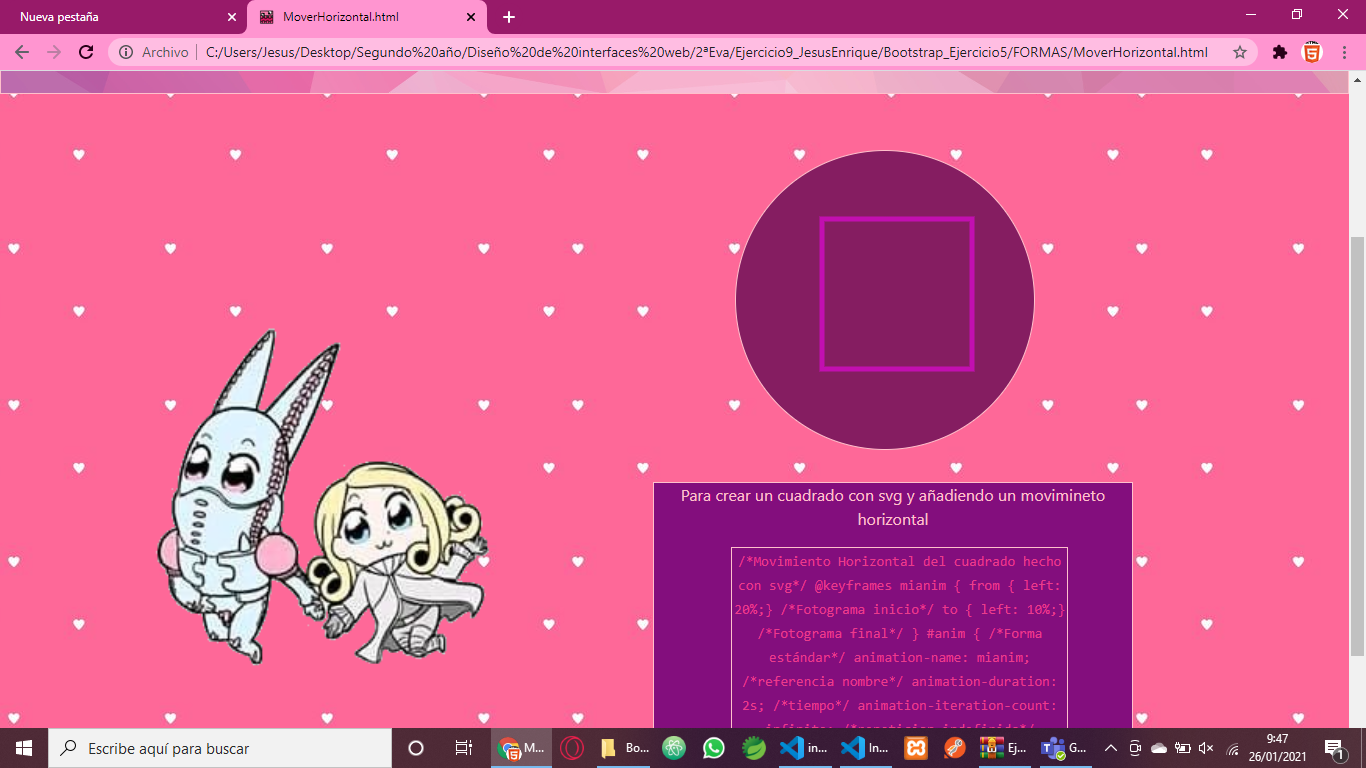 Nueva pestaña
MoverHorizontal.html
Archivo
C:/Users/Jesus/Desktop/Segundo%20año/Diseño%20de%20interfaces%20web/2ªEva/Ejercicio9_JesusEnrique/Bootstrap_Ejercicio5/FORMAS/MoverHorizontal.html
Para crear un cuadrado con svg y añadiendo un movimineto
horizontal
/*Movimiento Horizontal del cuadrado hecho
con svg*/ @keyframes mianim { from { left:
20%;} /*Fotograma inicio*/ to { left: 10%;}
/*Fotograma final*/ } #anim { /*Forma
estándar*/ animation-name: mianim;
/*referencia nombre*/ animation-duration:
2s; /*tiempo*/ animation-iteration-count:
Escribe aquí para buscar
M...
Bo...
in...
In...
Ej...
G...
9:47
26/01/2021
1